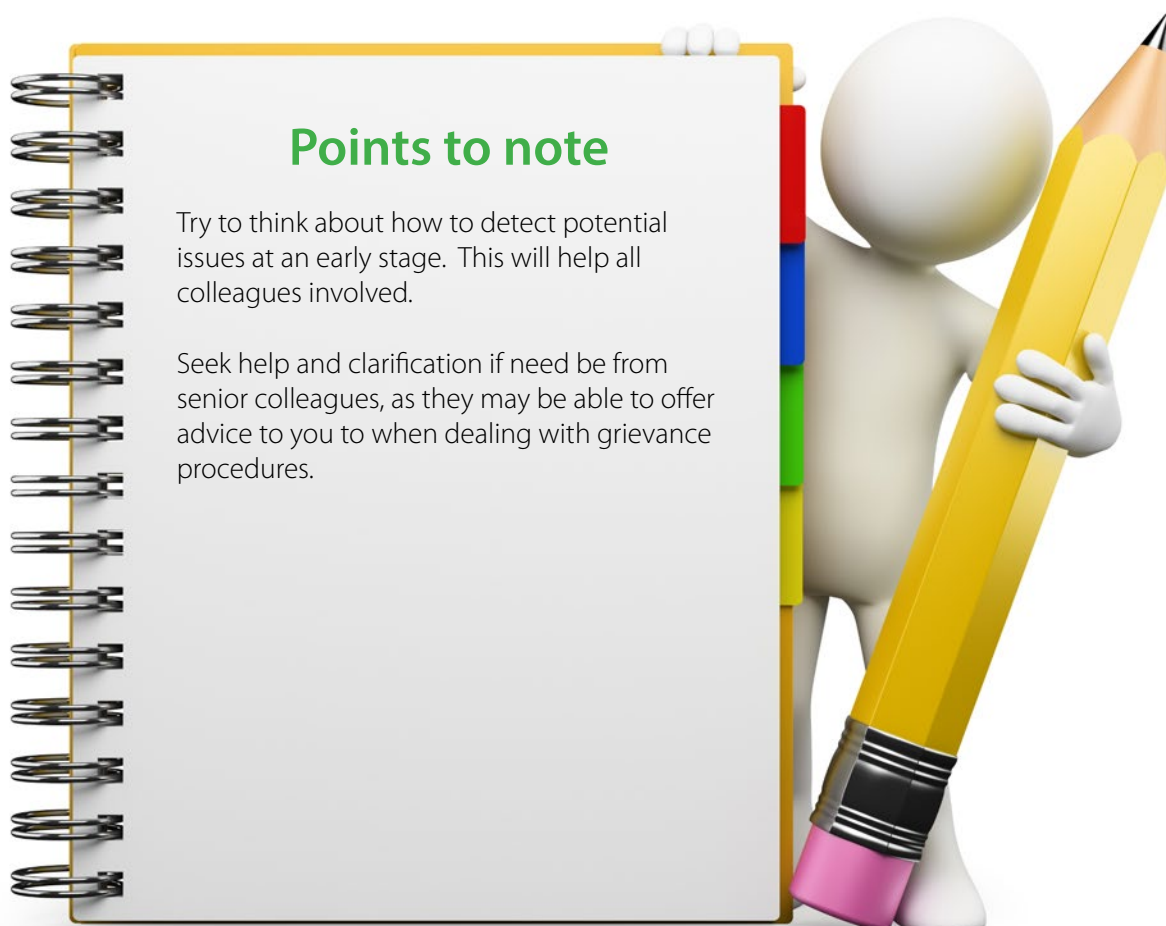 Points to note
Try to think about how to detect potential
issues at an early stage.  This will help all
colleagues involved.
Seek help and clarification if need be from
senior colleagues, as they may be able to offer
advice to you to when dealing with grievance
procedures.